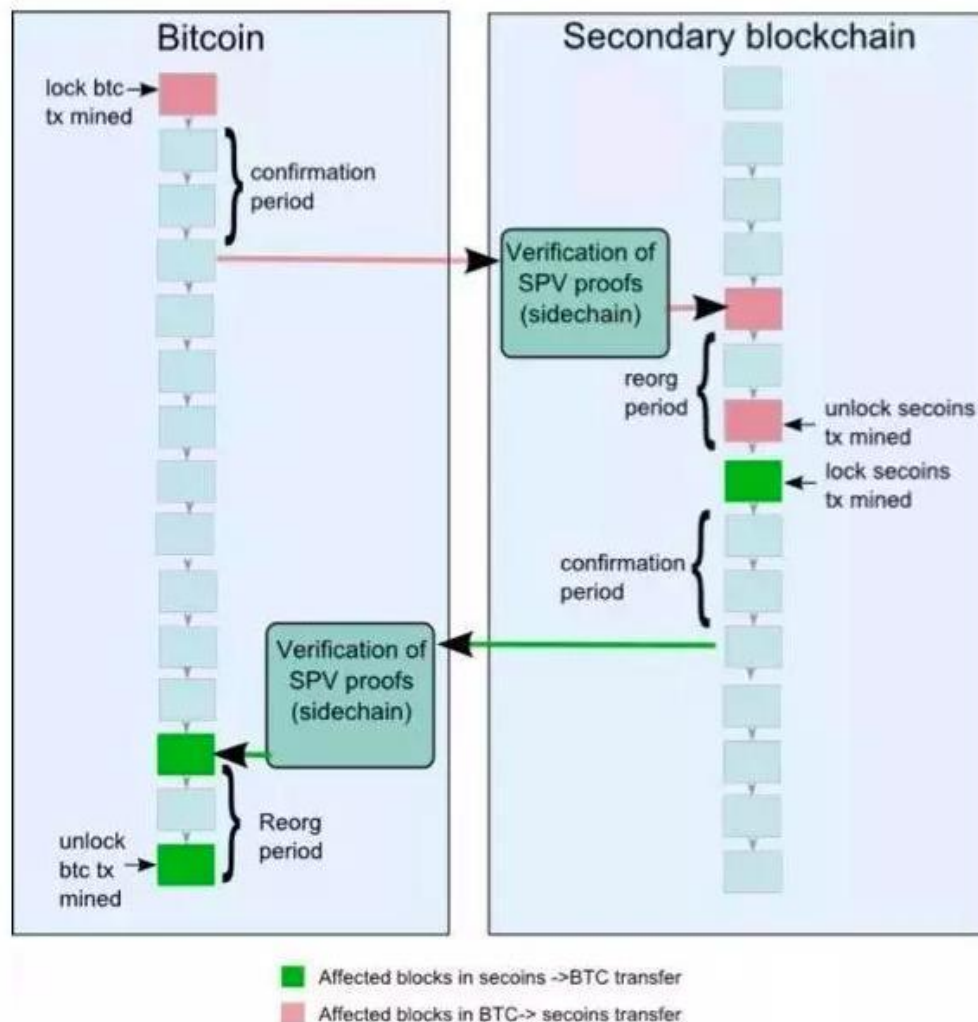 Bitcoin
lock btc
tx mined
confirmation
period
Verification of
SPV proofs
(sidechain)
unlock
btc tx
mined
Reorg
period
Secondary blockchain
Verification of
SPV proofs
(sidechain)
reorg
period
unlock secoins
tx mined
lock secoins
tx mined
confirmation
period
Affected blocks in secoins ->BTC transfer
Affected blocks in BTC-> secoins transfer